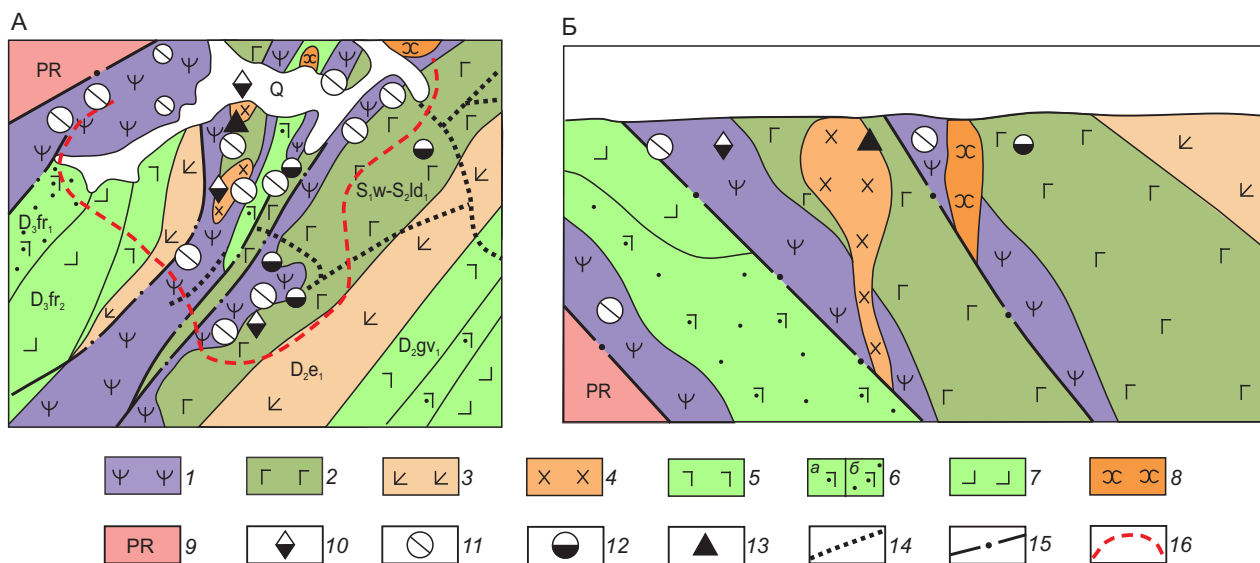 А
Б
PR
Q
S₁w-S₂ld₁
D₃fr₁
D₃fr₂
D₂e₁
D₂gv₁
PR
1
2
3
4
5
а б 6
7
8
PR 9
10
11
12
13
14
15
16